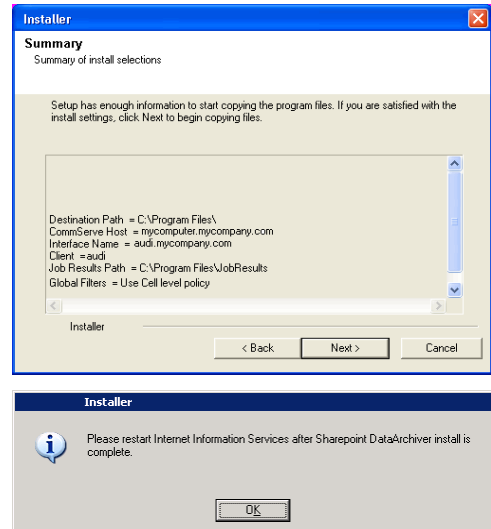 Installer
Summary
Summary of install selections
Setup has enough information to start copying the program files. If you are satisfied with the
install settings, click Next to begin copying files.
Destination Path = C:\Program Files\
CommServe Host = mycomputer.mycompany.com
Interface Name = audi.mycompany.com
Client =audi
Job Results Path = C:\Program Files\JobResults
Global Filters = Use Cell level policy
Installer
< Back Next > Cancel
Installer
Please restart Internet Information Services after Sharepoint DataArchiver install is
complete.
OK